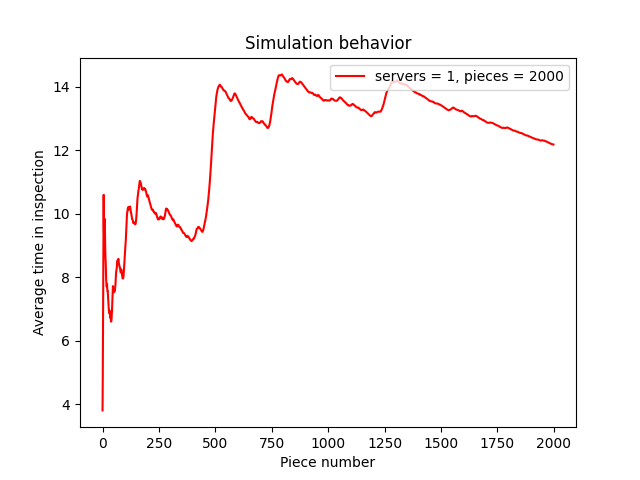 Simulation behavior
servers = 1, pieces = 2000
Average time in inspection
14
12
10
8
6
4
0 250 500 750 1000 1250 1500 1750 2000
Piece number